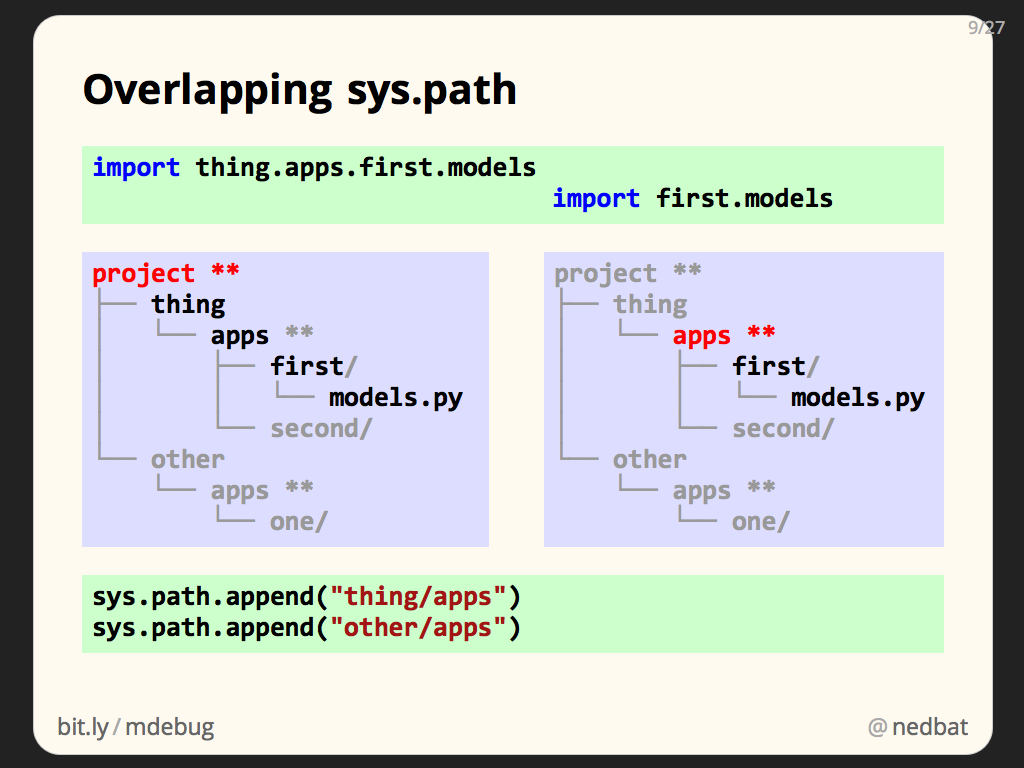 9/27
Overlapping sys.path
import thing.apps.first.models
import first.models
project **
├── thing
│   └── apps **
│       ├── first/
│       │   └── models.py
│       └── second/
└── other
    └── apps **
        └── one/
project **
├── thing
│   └── apps **
│       ├── first/
│       │   └── models.py
│       └── second/
└── other
    └── apps **
        └── one/
sys.path.append("thing/apps")
sys.path.append("other/apps")
bit.ly/mdebug
@nedbat